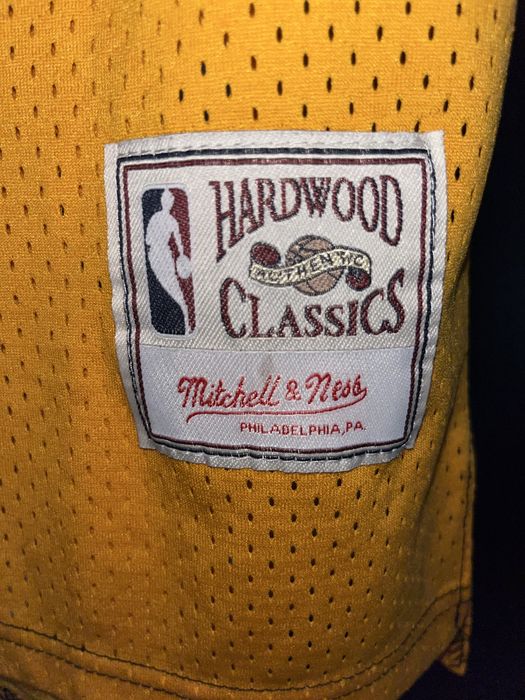 HARDWOOD
AUTHENTIC
CLASSICS
Mitchell & Ness
PHILADELPHIA, PA.